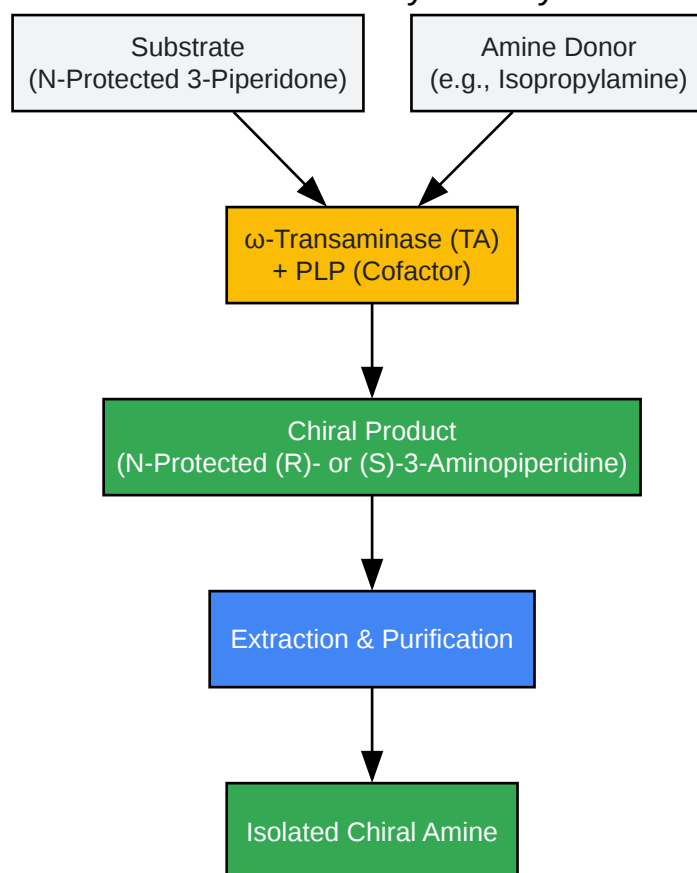 Substrate
(N-Protected 3-Piperidone)
Amine Donor
(e.g., Isopropylamine)
ω-Transaminase (TA)
+ PLP (Cofactor)
Chiral Product
(N-Protected (R)- or (S)-3-Aminopiperidine)
Extraction & Purification
Isolated Chiral Amine